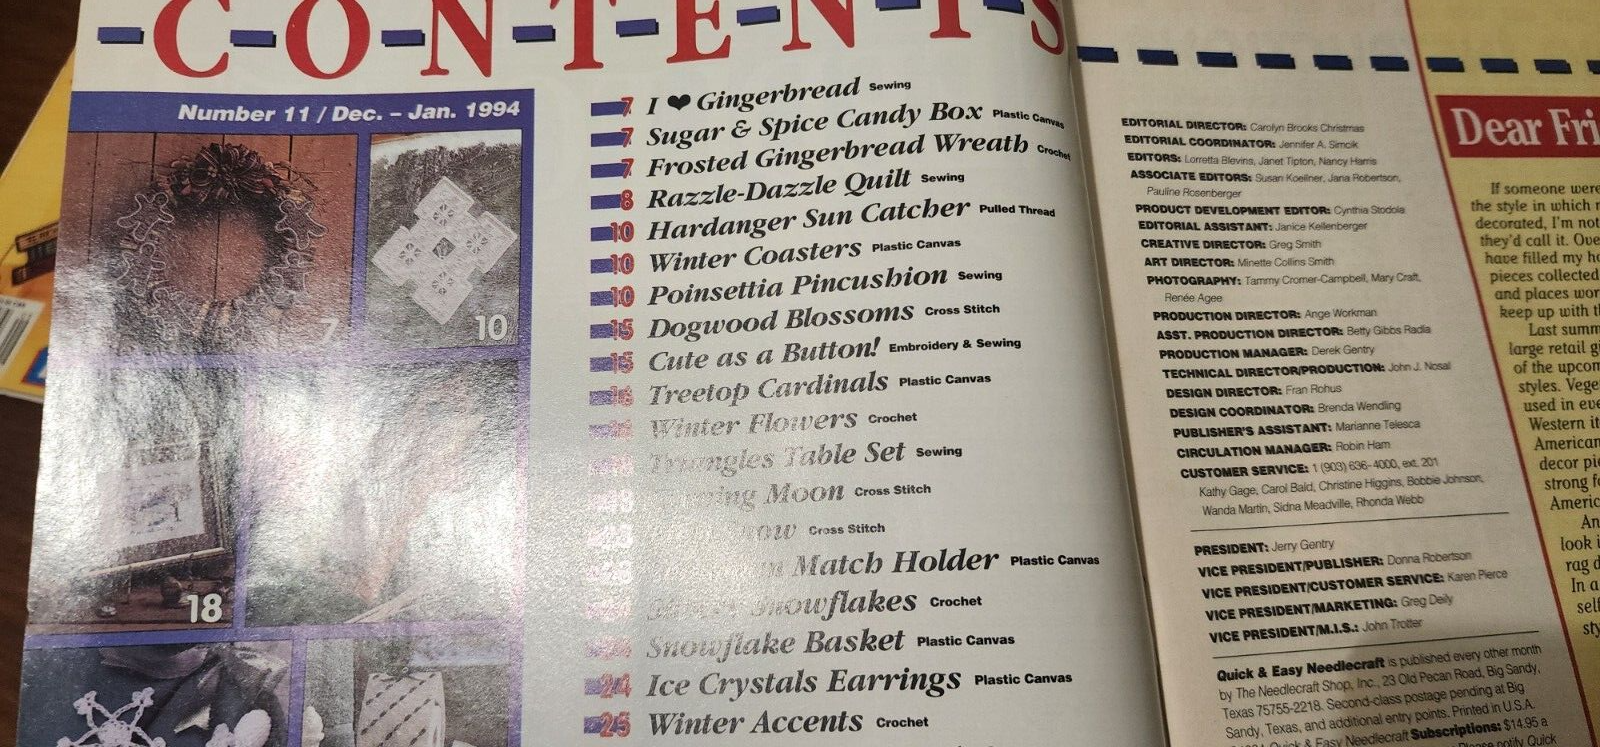 -C-O-N-T-E-N-T-S
Number 11 / Dec. – Jan. 1994
7
10
18
7 I ❤ Gingerbread Sewing
7 Sugar & Spice Candy Box Plastic Canvas
7 Frosted Gingerbread Wreath Crochet
8 Razzle-Dazzle Quilt Sewing
10 Hardanger Sun Catcher Pulled Thread
10 Winter Coasters Plastic Canvas
10 Poinsettia Pincushion Sewing
15 Dogwood Blossoms Cross Stitch
15 Cute as a Button! Embroidery & Sewing
Treetop Cardinals Plastic Canvas
Winter Flowers Crochet
Triangles Table Set Sewing
Moon Cross Stitch
Cross Stitch
Match Holder Plastic Canvas
Snowflakes Crochet
Snowflake Basket Plastic Canvas
24 Ice Crystals Earrings Plastic Canvas
25 Winter Accents Crochet
EDITORIAL DIRECTOR: Carolyn Brooks Christmas
EDITORIAL COORDINATOR: Jennifer A. Simcik
EDITORS: Lorretta Blevins, Janet Tipton, Nancy Harris
ASSOCIATE EDITORS: Susan Koellner, Jana Robertson,
Pauline Rosenberger
PRODUCT DEVELOPMENT EDITOR: Cynthia Stodola
EDITORIAL ASSISTANT: Janice Kellenberger
CREATIVE DIRECTOR: Greg Smith
ART DIRECTOR: Minette Collins Smith
PHOTOGRAPHY: Tammy Cromer-Campbell, Mary Craft,
Renée Agee
PRODUCTION DIRECTOR: Ange Workman
ASST. PRODUCTION DIRECTOR: Betty Gibbs Radla
PRODUCTION MANAGER: Derek Gentry
TECHNICAL DIRECTOR/PRODUCTION: John J. Nosal
DESIGN DIRECTOR: Fran Rohus
DESIGN COORDINATOR: Brenda Wendling
PUBLISHER'S ASSISTANT: Marianne Telesca
CIRCULATION MANAGER: Robin Ham
CUSTOMER SERVICE: 1 (903) 636-4000, ext. 201
Kathy Gage, Carol Bald, Christine Higgins, Bobbie Johnson,
Wanda Martin, Sidna Meadville, Rhonda Webb
PRESIDENT: Jerry Gentry
VICE PRESIDENT/PUBLISHER: Donna Robertson
VICE PRESIDENT/CUSTOMER SERVICE: Karen Pierce
VICE PRESIDENT/MARKETING: Greg Deily
VICE PRESIDENT/M.I.S.: John Trotter
Quick & Easy Needlecraft is published every other month
by The Needlecraft Shop, Inc., 23 Old Pecan Road, Big Sandy,
Texas 75755-2218. Second-class postage pending at Big
Sandy, Texas, and additional entry points. Printed in U.S.A.
Quick & Easy Needlecraft Subscriptions: $14.95 a
Please notify Quick
Dear Fri
If someone were
the style in which
decorated, I'm not
they'd call it. Ove
have filled my
pieces collected
and places wor
keep up with
Last summ
large retail
of the upcom
styles. Vege
used in eve
Western
American
decor
strong
Americ
An
look
rag
In a
self